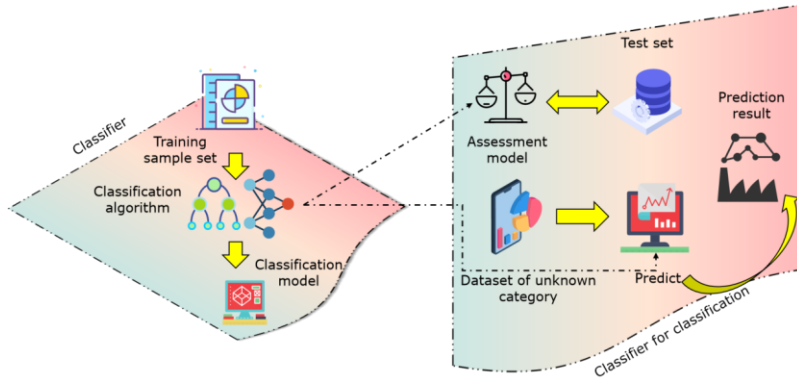 Classifier
Training
sample set
Classification
algorithm
Classification
model
Test set
Assessment
model
Prediction
result
Dataset of unknown
category
Predict
Classifier for classification